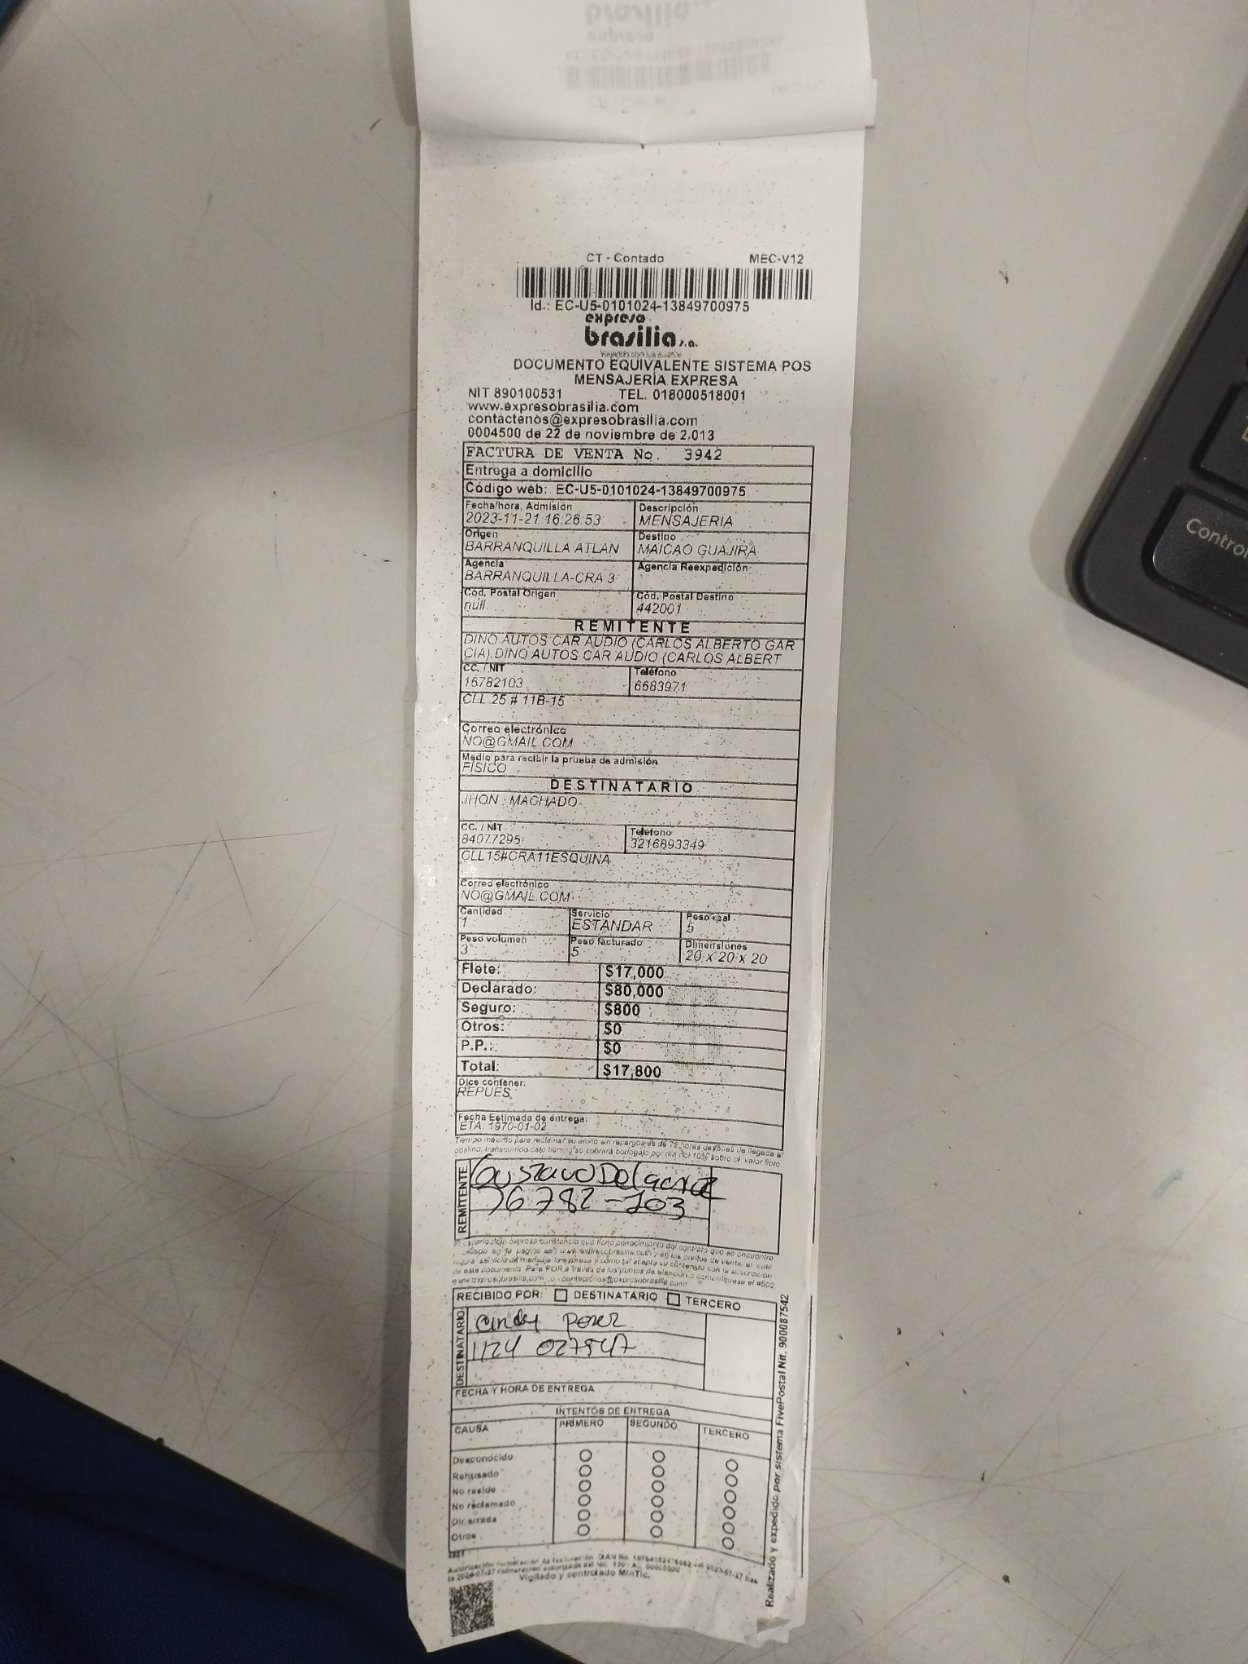 CT - Contado MEC-V12
Id.: EC-U5-0101024-13849700975
expreso
brasilia s.a.
DOCUMENTO EQUIVALENTE SISTEMA POS
MENSAJERÍA EXPRESA
NIT 890100531 TEL. 018000518001
www.expresobrasilia.com
contactenos@expresobrasilia.com
0004500 de 22 de noviembre de 2.013
FACTURA DE VENTA No. 3942
Entrega a domicilio
Código web: EC-U5-0101024-13849700975
Fecha/hora, Admisión Descripción
2023-11-21 16:26:53 MENSAJERIA
Origen Destino
BARRANQUILLA ATLAN MAICAO GUAJIRA
Agencia Agencia Reexpedición
BARRANQUILLA-CRA 3
Cód. Postal Origen Cód. Postal Destino
null 442001
REMITENTE
DINO AUTOS CAR AUDIO (CARLOS ALBERTO GAR
CIA).DINO AUTOS CAR AUDIO (CARLOS ALBERT
CC. / NIT Teléfono
16782103 6683971
CLL 25 # 11B-15
Correo electrónico
NO@GMAIL.COM
Medio para recibir la prueba de admisión
FÍSICO
DESTINATARIO
JHON . MACHADO
CC. / NIT Teléfono
84077295 3216893349
CLL15#CRA11ESQUINA
Correo electrónico
NO@GMAIL.COM
Cantidad Servicio Peso real
1 ESTANDAR 5
Peso volumen Peso facturado Dimensiones
3 5 20 x 20 x 20
Flete: $17,000
Declarado: $80,000
Seguro: $800
Otros: $0
P.P.: $0
Total: $17,800
Dice contener:
REPUES
Fecha Estimada de entrega:
ETA. 1970-01-02
REMITENTE
Gustavo
16782-103
RECIBIDO POR: DESTINATARIO TERCERO
DESTINATARIO
Cindy Perez
1124 027547
FECHA Y HORA DE ENTREGA
INTENTOS DE ENTREGA
CAUSA PRIMERO SEGUNDO TERCERO
Desconocido
Rehusado
No reside
No reclamado
Dir. errada
Otros
Vigilado y controlado MinTic.
Realizado y expedido por sistema FivePostal Nit. 900087542
Control